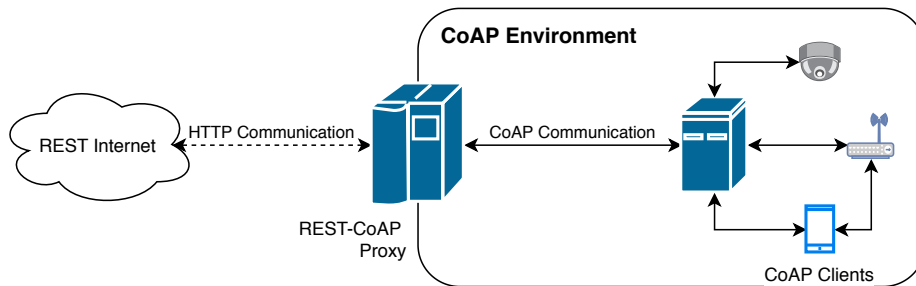 CoAP Environment
REST Internet
HTTP Communication
CoAP Communication
REST-CoAP
Proxy
CoAP Clients